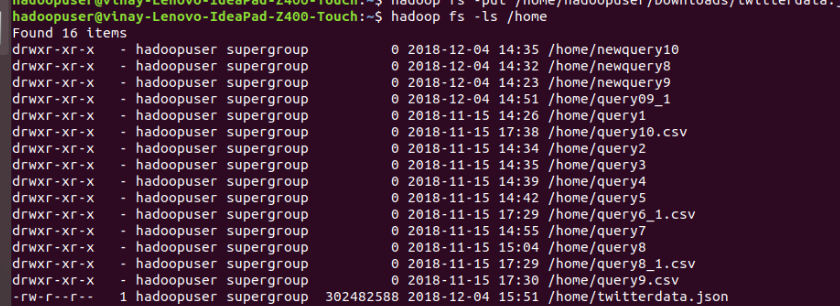 hadoopuser@vinay-Lenovo-IdeaPad-Z400-Touch:~$ hadoop fs -put /home/hadoopuser/Downloads/twitterdata.j
hadoopuser@vinay-Lenovo-IdeaPad-Z400-Touch:~$ hadoop fs -ls /home
Found 16 items
drwxr-xr-x - hadoopuser supergroup 0 2018-12-04 14:35 /home/newquery10
drwxr-xr-x - hadoopuser supergroup 0 2018-12-04 14:32 /home/newquery8
drwxr-xr-x - hadoopuser supergroup 0 2018-12-04 14:23 /home/newquery9
drwxr-xr-x - hadoopuser supergroup 0 2018-12-04 14:51 /home/query09_1
drwxr-xr-x - hadoopuser supergroup 0 2018-11-15 14:26 /home/query1
drwxr-xr-x - hadoopuser supergroup 0 2018-11-15 17:38 /home/query10.csv
drwxr-xr-x - hadoopuser supergroup 0 2018-11-15 14:34 /home/query2
drwxr-xr-x - hadoopuser supergroup 0 2018-11-15 14:35 /home/query3
drwxr-xr-x - hadoopuser supergroup 0 2018-11-15 14:39 /home/query4
drwxr-xr-x - hadoopuser supergroup 0 2018-11-15 14:42 /home/query5
drwxr-xr-x - hadoopuser supergroup 0 2018-11-15 17:29 /home/query6_1.csv
drwxr-xr-x - hadoopuser supergroup 0 2018-11-15 14:55 /home/query7
drwxr-xr-x - hadoopuser supergroup 0 2018-11-15 15:04 /home/query8
drwxr-xr-x - hadoopuser supergroup 0 2018-11-15 17:29 /home/query8_1.csv
drwxr-xr-x - hadoopuser supergroup 0 2018-11-15 17:30 /home/query9.csv
-rw-r--r-- 1 hadoopuser supergroup 302482588 2018-12-04 15:51 /home/twitterdata.json